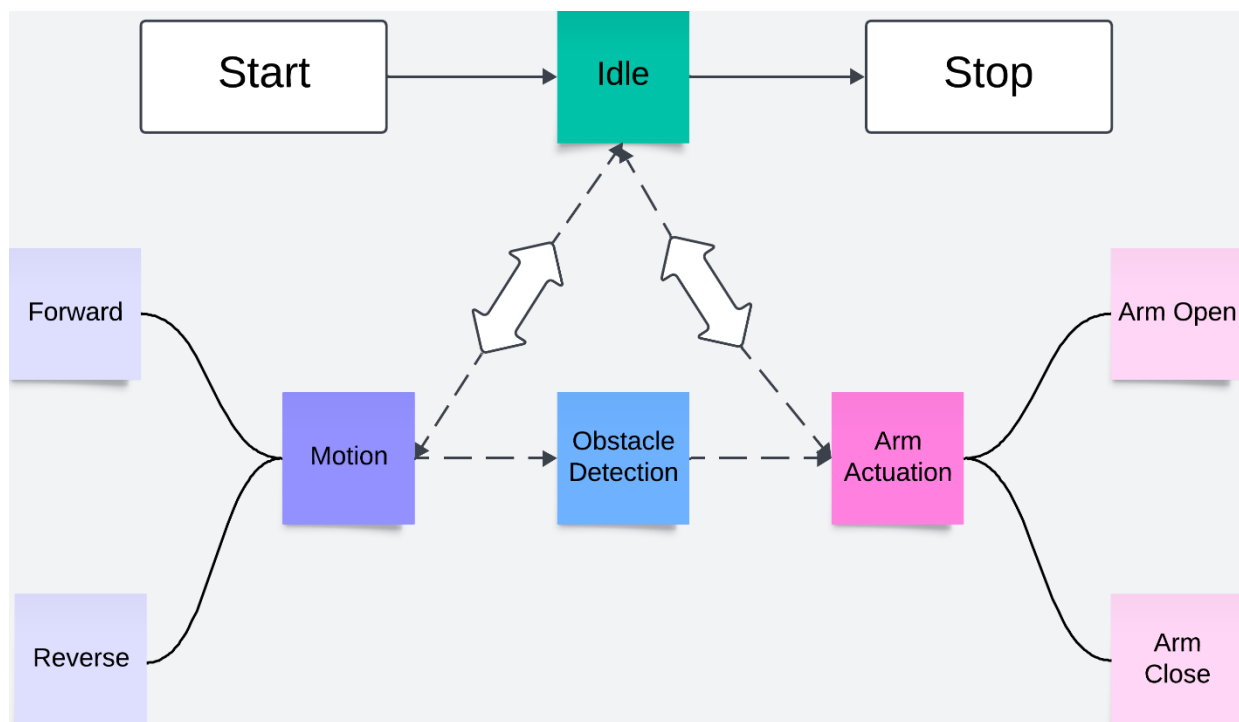 Start
Idle
Stop
Forward
Arm Open
Motion
Obstacle
Detection
Arm
Actuation
Reverse
Arm
Close